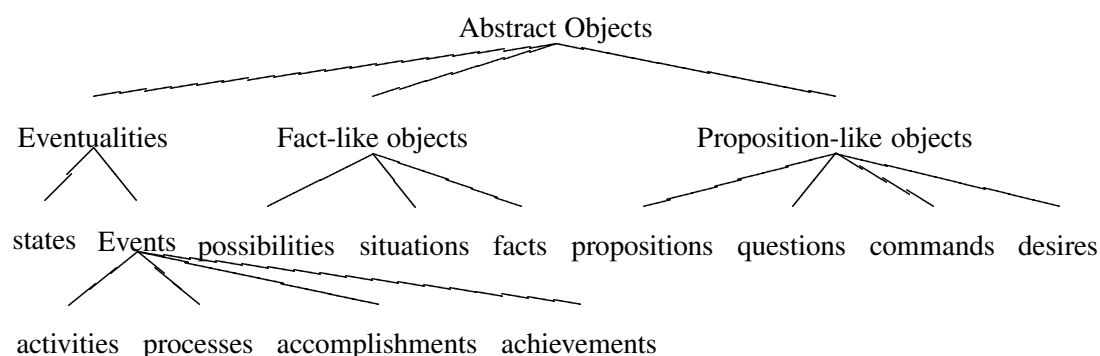 Abstract Objects
Eventualities Fact-like objects Proposition-like objects
states Events possibilities situations facts propositions questions commands desires
activities processes accomplishments achievements